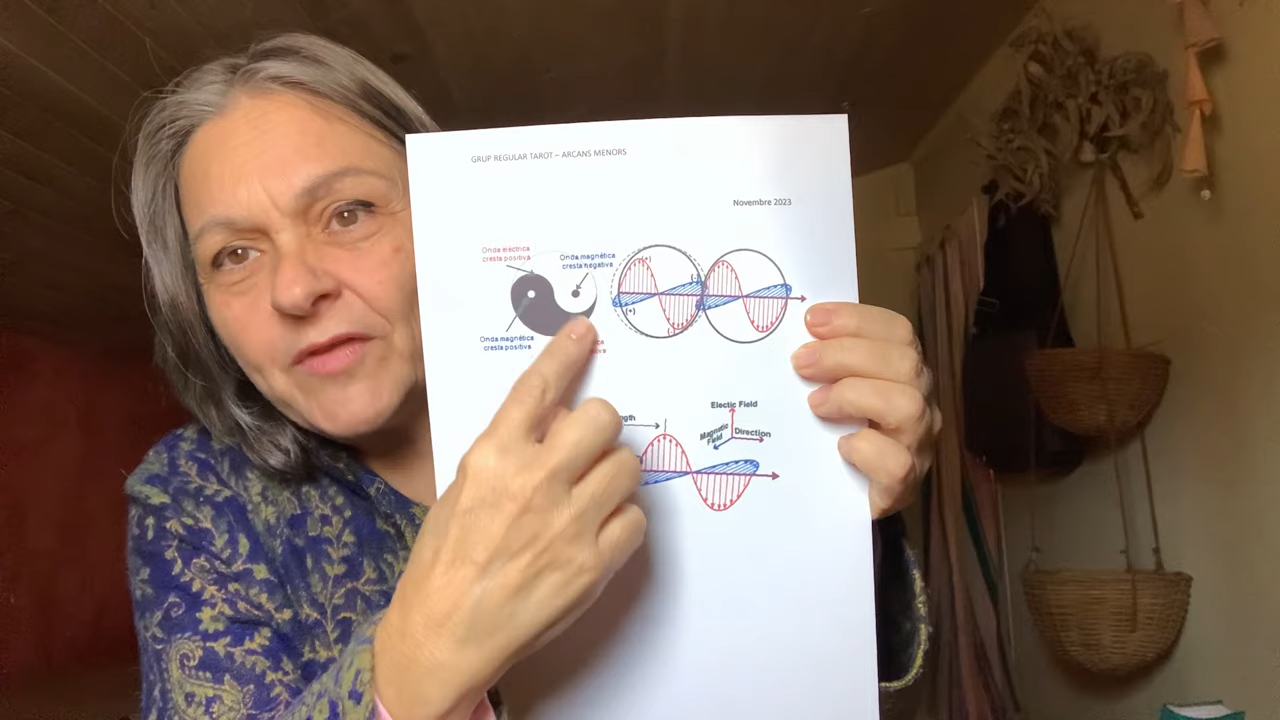 GRUP REGULAR TAROT – ARCANS MENORS
Novembre 2023
Onda eléctrica
cresta positiva
Onda magnética
cresta negativa
(+)
(-)
(+)
(-)
Onda magnética
cresta positiva
Electic Field
Magnetic
Field
Direction